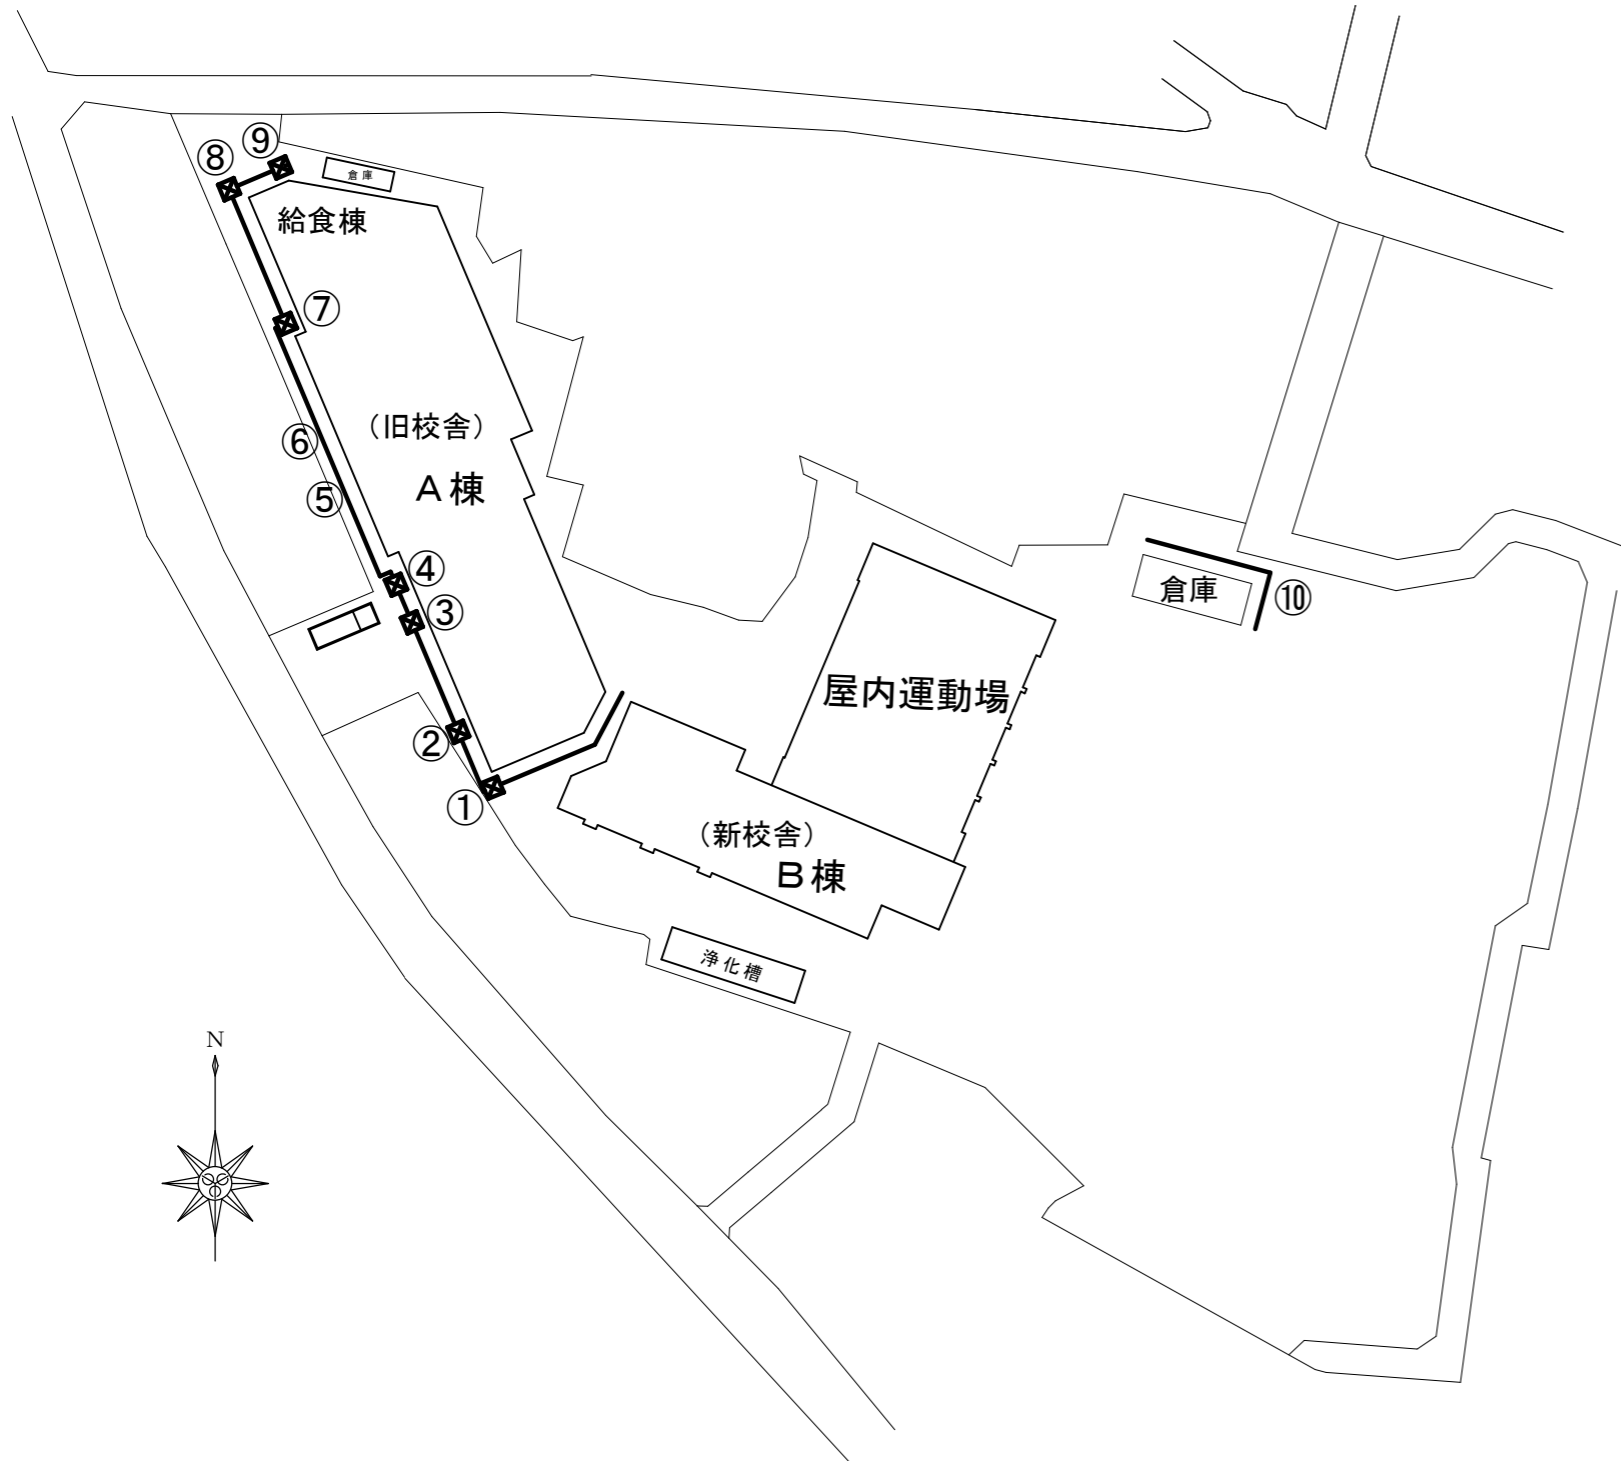 ⑨
⑧
倉庫
給食棟
⑦
（旧校舎）
⑥
A棟
⑤
④
倉庫
⑩
③
屋内運動場
②
①
（新校舎）
B棟
浄化槽
N